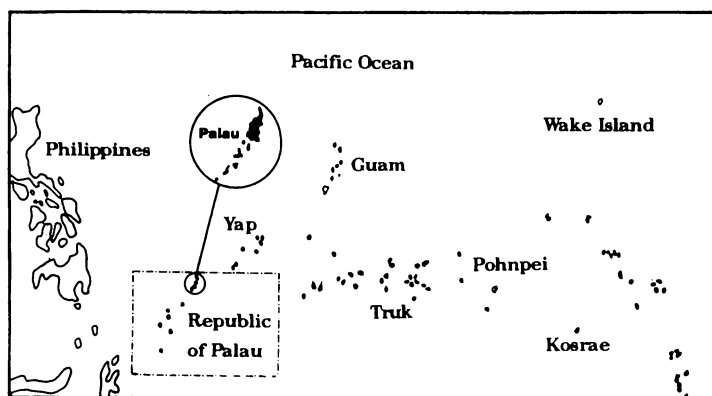 Pacific Ocean
Palau
Wake Island
Philippines
Guam
Yap
Pohnpei
Republic
Truk
of Palau
Kosrae